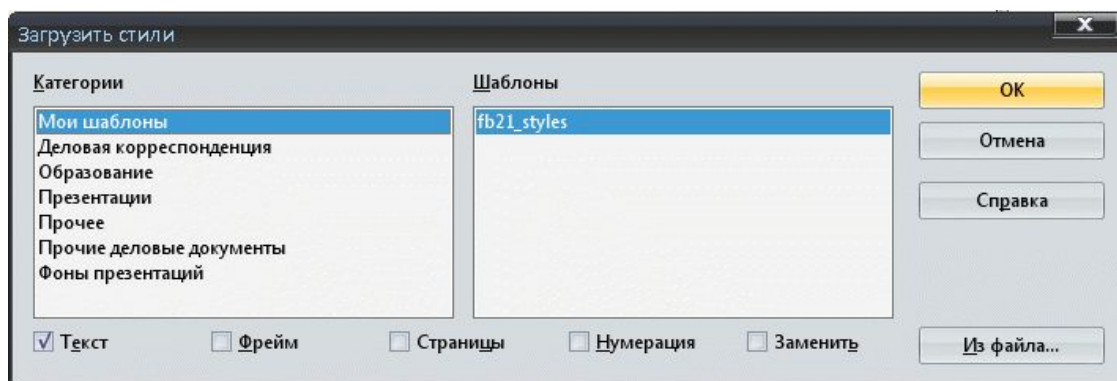 Загрузить стили
Категории
Шаблоны
Мои шаблоны
Деловая корреспонденция
Образование
Презентации
Прочее
Прочие деловые документы
Фоны презентаций
fb21_styles
OK
Отмена
Справка
Текст
Фрейм
Страницы
Нумерация
Заменить
Из файла...